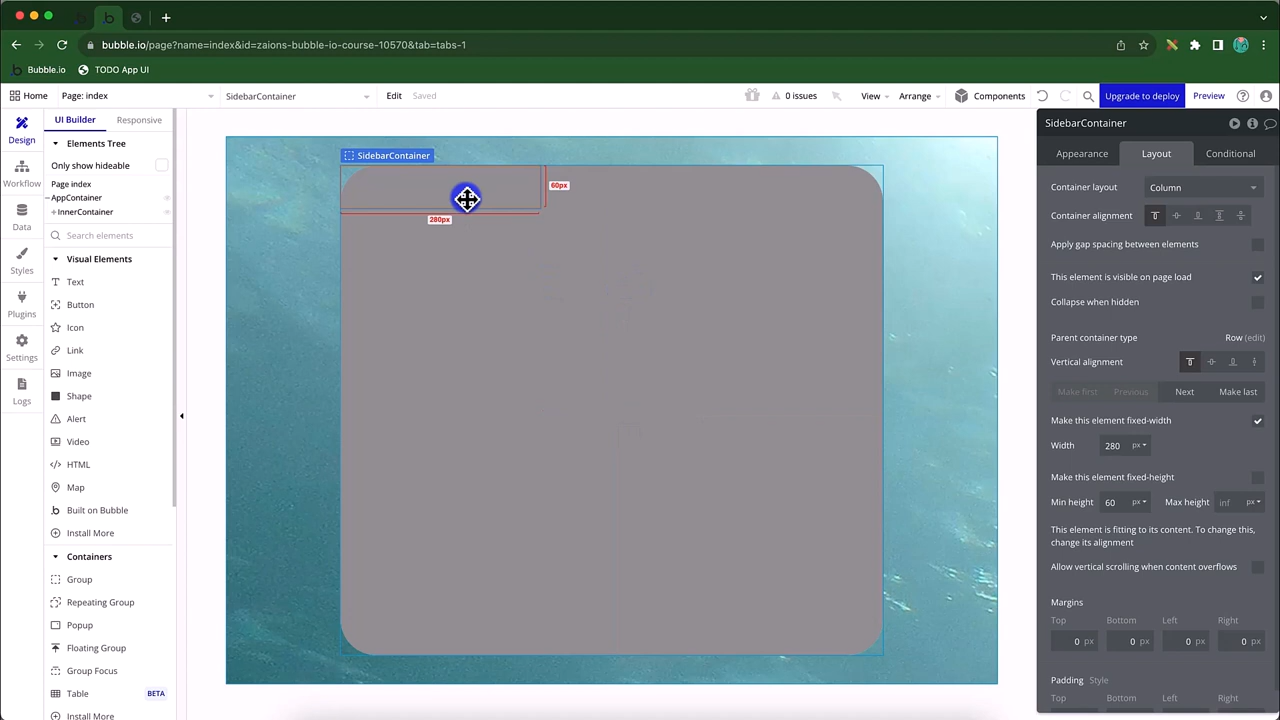 bubble.io/page?name=index&id=zaions-bubble-io-course-10570&tab=tabs-1
Bubble.io TODO App UI
Home Page: index SidebarContainer Edit Saved 0 issues View Arrange Components Upgrade to deploy Preview
Design
Workflow
Data
Styles
Plugins
Settings
Logs
UI Builder Responsive
Elements Tree
Only show hideable
Page index
AppContainer
InnerContainer
Search elements
Visual Elements
Text
Button
Icon
Link
Image
Shape
Alert
Video
HTML
Map
Built on Bubble
Install More
Containers
Group
Repeating Group
Popup
Floating Group
Group Focus
Table BETA
Install More
SidebarContainer
60px
280px
SidebarContainer
Appearance Layout Conditional
Container layout Column
Container alignment
Apply gap spacing between elements
This element is visible on page load
Collapse when hidden
Parent container type Row (edit)
Vertical alignment
Make first Previous Next Make last
Make this element fixed-width
Width 280 px
Make this element fixed-height
Min height 60 px Max height inf px
This element is fitting to its content. To change this,
change its alignment
Allow vertical scrolling when content overflows
Margins
Top Bottom Left Right
0 px 0 px 0 px 0 px
Padding Style
Top Bottom Left Right